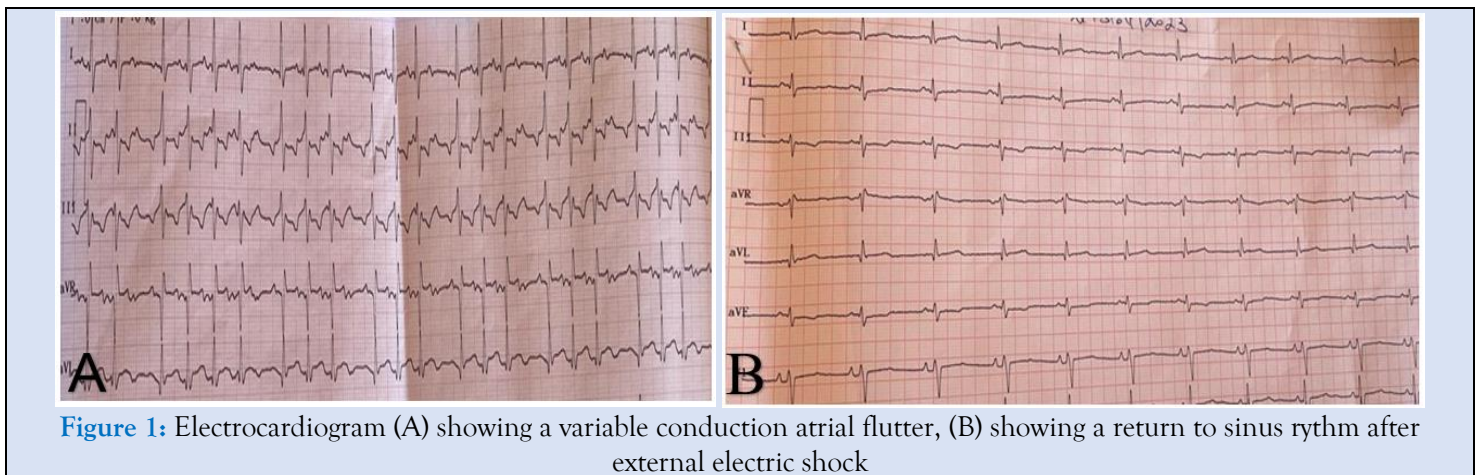 I
II
III
aVR
aVL
A
I
II
III
aVR
aVL
aVF
B
Figure 1: Electrocardiogram (A) showing a variable conduction atrial flutter, (B) showing a return to sinus rythm after
external electric shock